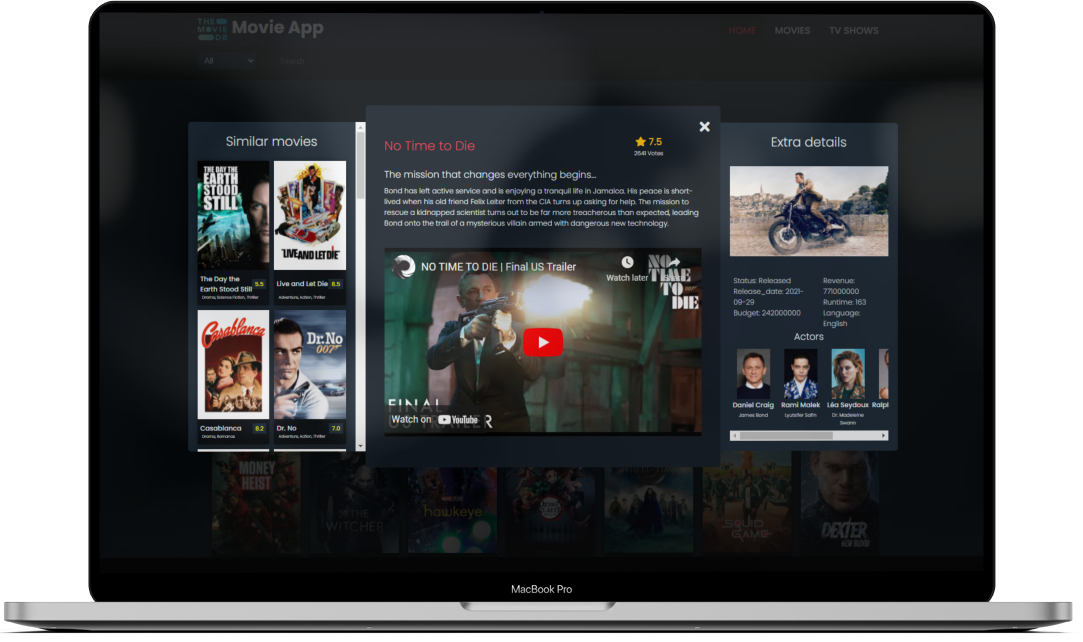 THE
MOVIE
DB
Movie App
HOME
MOVIES
TV SHOWS
All
Search
Similar movies
THE DAY THE
EARTH
STOOD
STILL
The Day the
Earth Stood Still
5.5
Drama, Science Fiction, Thriller
LIVE AND LET DIE
Live and Let Die
6.5
Adventure, Action, Thriller
Casablanca
Casablanca
8.2
Drama, Romance
Dr. No
007
Dr. No
7.0
Adventure, Action, Thriller
No Time to Die
7.5
2641 Votes
The mission that changes everything begins...
Bond has left active service and is enjoying a tranquil life in Jamaica. His peace is short-
lived when his old friend Felix Leiter from the CIA turns up asking for help. The mission to
rescue a kidnapped scientist turns out to be far more treacherous than expected, leading
Bond onto the trail of a mysterious villain armed with dangerous new technology.
NO TIME TO DIE | Final US Trailer
Watch later
NO
TIME
TO
DIE
FINAL
US TRAILER
Watch on YouTube
Extra details
Status: Released
Release_date: 2021-
09-29
Budget: 242000000
Revenue:
771000000
Runtime: 163
Language:
English
Actors
Daniel Craig
James Bond
Rami Malek
Lyutsifer Safin
Léa Seydoux
Dr. Madeleine
Swann
Ralpl
MONEY
HEIST
THE
WITCHER
hawkeye
SQUID
GAME
DEXTER
NEW BLOOD
MacBook Pro